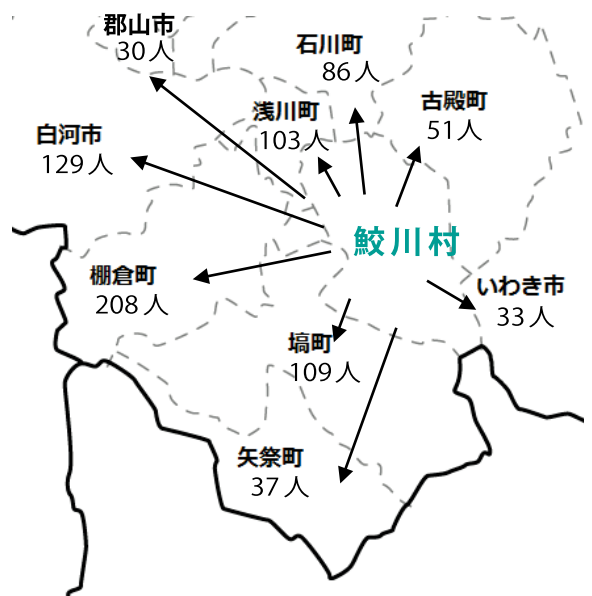 郡山市
30人
石川町
86人
浅川町
103人
古殿町
51人
白河市
129人
鮫川村
棚倉町
208人
いわき市
33人
塙町
109人
矢祭町
37人